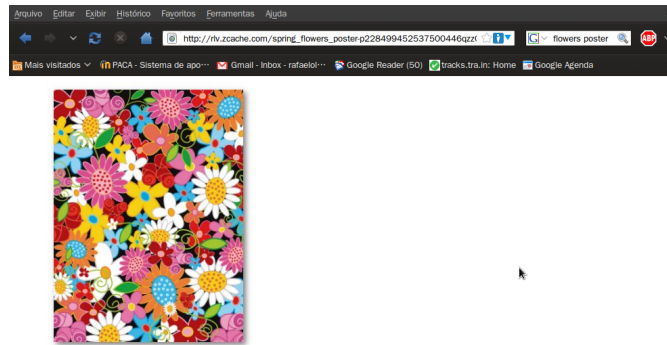 Arquivo Editar Exibir Histórico Favoritos Ferramentas Ajuda
http://rlv.zcache.com/spring_flowers_poster-p228499452537500446qzz( flowers poster ABP
Mais visitados PACA - Sistema de apo··· Gmail - Inbox - rafaelol··· Google Reader (50) tracks.tra.in: Home Google Agenda